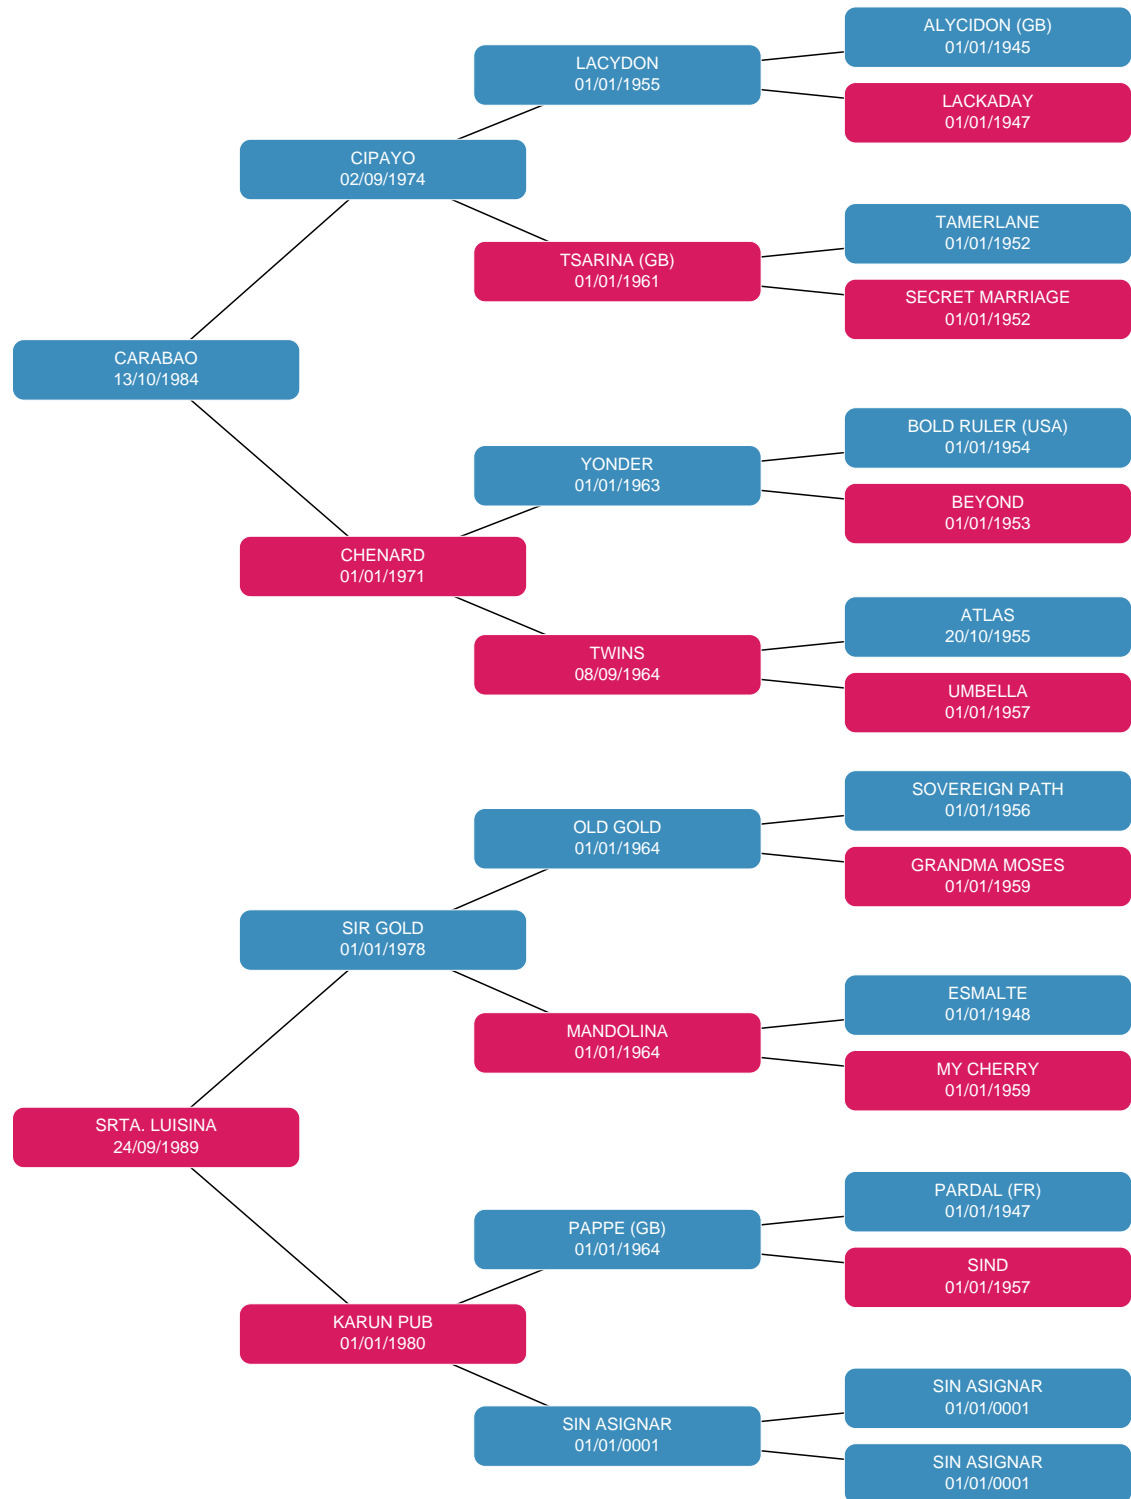 ALYCIDON (GB)
01/01/1945
LACYDON
01/01/1955
LACKADAY
01/01/1947
CIPAYO
02/09/1974
TAMERLANE
01/01/1952
TSARINA (GB)
01/01/1961
SECRET MARRIAGE
01/01/1952
CARABAO
13/10/1984
BOLD RULER (USA)
01/01/1954
YONDER
01/01/1963
BEYOND
01/01/1953
CHENARD
01/01/1971
ATLAS
20/10/1955
TWINS
08/09/1964
UMBELLA
01/01/1957
SOVEREIGN PATH
01/01/1956
OLD GOLD
01/01/1964
GRANDMA MOSES
01/01/1959
SIR GOLD
01/01/1978
ESMALTE
01/01/1948
MANDOLINA
01/01/1964
MY CHERRY
01/01/1959
SRTA. LUISINA
24/09/1989
PARDAL (FR)
01/01/1947
PAPPE (GB)
01/01/1964
SIND
01/01/1957
KARUN PUB
01/01/1980
SIN ASIGNAR
01/01/0001
SIN ASIGNAR
01/01/0001
SIN ASIGNAR
01/01/0001